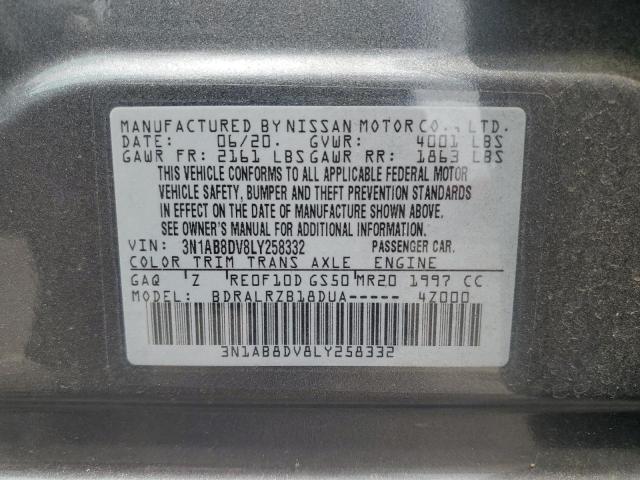 MANUFACTURED BY NISSAN MOTOR CO., LTD.
DATE: 06/20. GVWR: 4001 LBS
GAWR FR: 2161 LBS GAWR RR: 1863 LBS
THIS VEHICLE CONFORMS TO ALL APPLICABLE FEDERAL MOTOR
VEHICLE SAFETY, BUMPER AND THEFT PREVENTION STANDARDS
IN EFFECT ON THE DATE OF MANUFACTURE SHOWN ABOVE.
SEE OWNER'S MANUAL FOR ADDITIONAL INFORMATION.
VIN: 3N1AB8DV8LY258332 PASSENGER CAR.
COLOR TRIM TRANS AXLE ENGINE
GAQ Z RE0F10D GS50 MR20 1997 CC
MODEL: BDRALRZB18DUA----- 4Z000
3N1AB8DV8LY258332